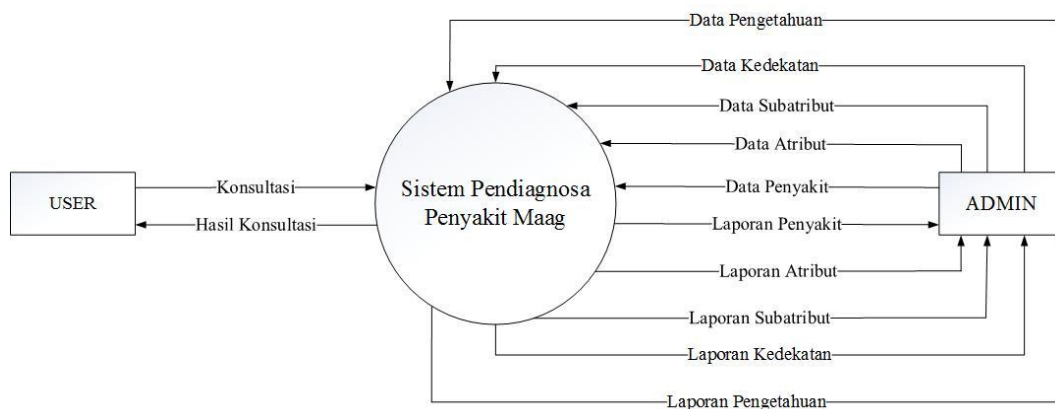 Data Pengetahuan
Data Kedekatan
Data Subatribut
Data Atribut
Data Penyakit
Konsultasi
USER
Hasil Konsultasi
Sistem Pendiagnosa
Penyakit Maag
ADMIN
Laporan Penyakit
Laporan Atribut
Laporan Subatribut
Laporan Kedekatan
Laporan Pengetahuan